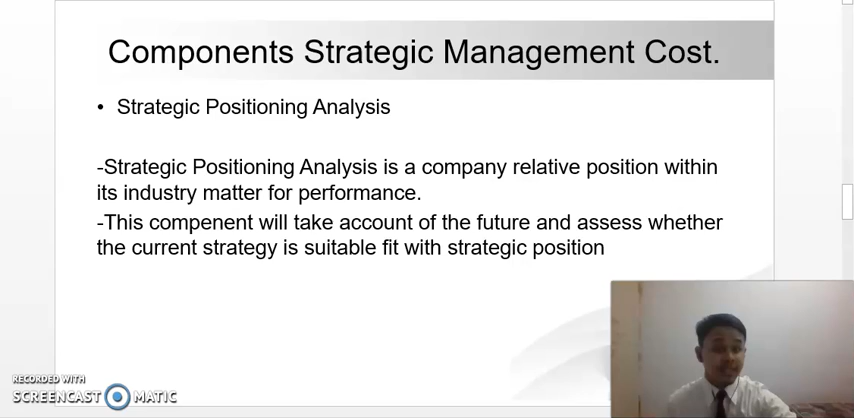 Components Strategic Management Cost.
• Strategic Positioning Analysis
-Strategic Positioning Analysis is a company relative position within
its industry matter for performance.
-This compenent will take account of the future and assess whether
the current strategy is suitable fit with strategic position
RECORDED WITH
SCREENCAST MATIC